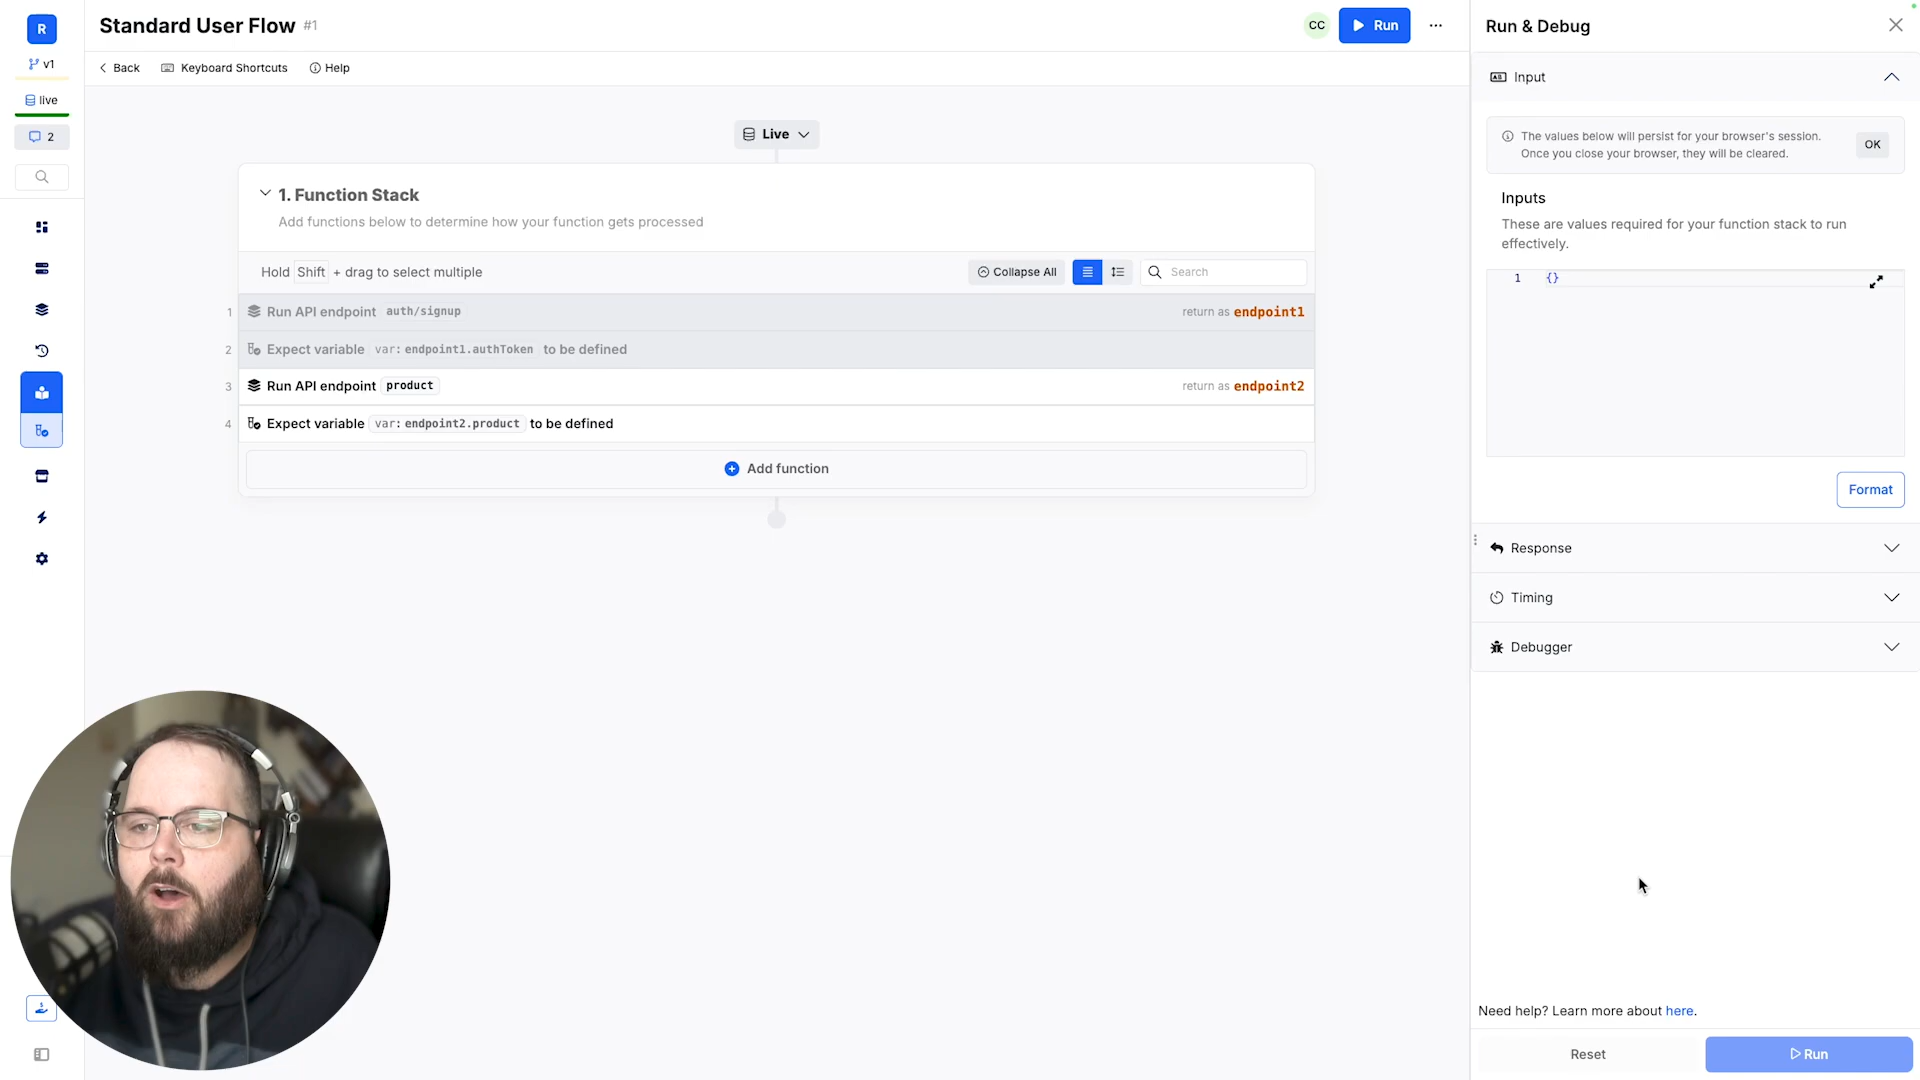 R
v1
live
2
Standard User Flow #1
CC
Run
Back
Keyboard Shortcuts
Help
Live
1. Function Stack
Add functions below to determine how your function gets processed
Hold Shift + drag to select multiple
Collapse All
Search
1 Run API endpoint auth/signup return as endpoint1
2 Expect variable var: endpoint1.authToken to be defined
3 Run API endpoint product return as endpoint2
4 Expect variable var: endpoint2.product to be defined
Add function
Run & Debug
Input
The values below will persist for your browser's session.
Once you close your browser, they will be cleared.
OK
Inputs
These are values required for your function stack to run
effectively.
1 {}
Format
Response
Timing
Debugger
Need help? Learn more about here.
Reset
Run